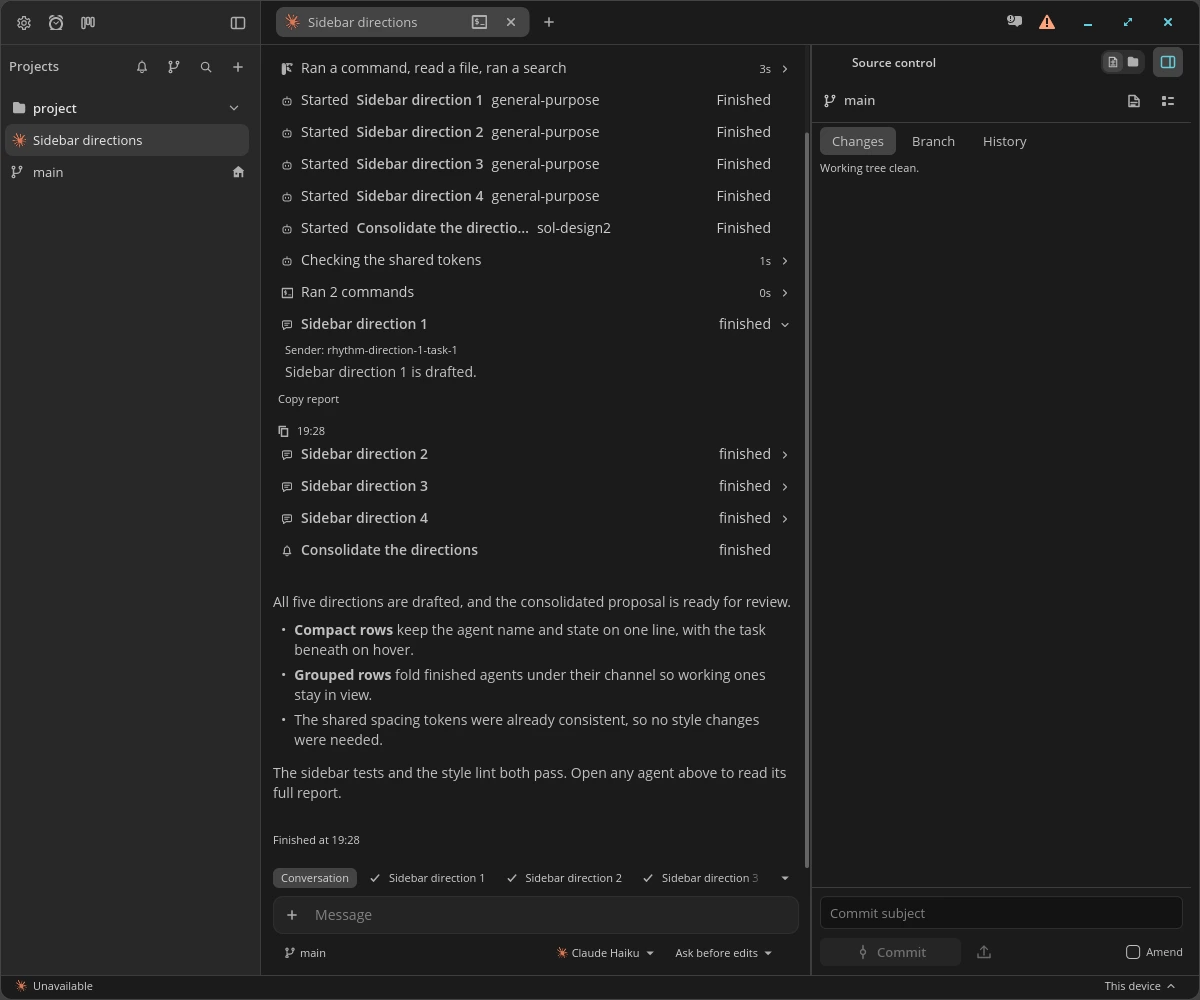 Sidebar directions
Projects
project
Sidebar directions
main
Ran a command, read a file, ran a search 3s
Started Sidebar direction 1 general-purpose Finished
Started Sidebar direction 2 general-purpose Finished
Started Sidebar direction 3 general-purpose Finished
Started Sidebar direction 4 general-purpose Finished
Started Consolidate the directio... sol-design2 Finished
Checking the shared tokens 1s
Ran 2 commands 0s
Sidebar direction 1 finished
Sender: rhythm-direction-1-task-1
Sidebar direction 1 is drafted.
Copy report
19:28
Sidebar direction 2 finished
Sidebar direction 3 finished
Sidebar direction 4 finished
Consolidate the directions finished
All five directions are drafted, and the consolidated proposal is ready for review.
• Compact rows keep the agent name and state on one line, with the task
beneath on hover.
• Grouped rows fold finished agents under their channel so working ones
stay in view.
• The shared spacing tokens were already consistent, so no style changes
were needed.
The sidebar tests and the style lint both pass. Open any agent above to read its
full report.
Finished at 19:28
Conversation Sidebar direction 1 Sidebar direction 2 Sidebar direction 3
Message
main Claude Haiku Ask before edits
Source control
main
Changes Branch History
Working tree clean.
Commit subject
Commit Amend
Unavailable This device